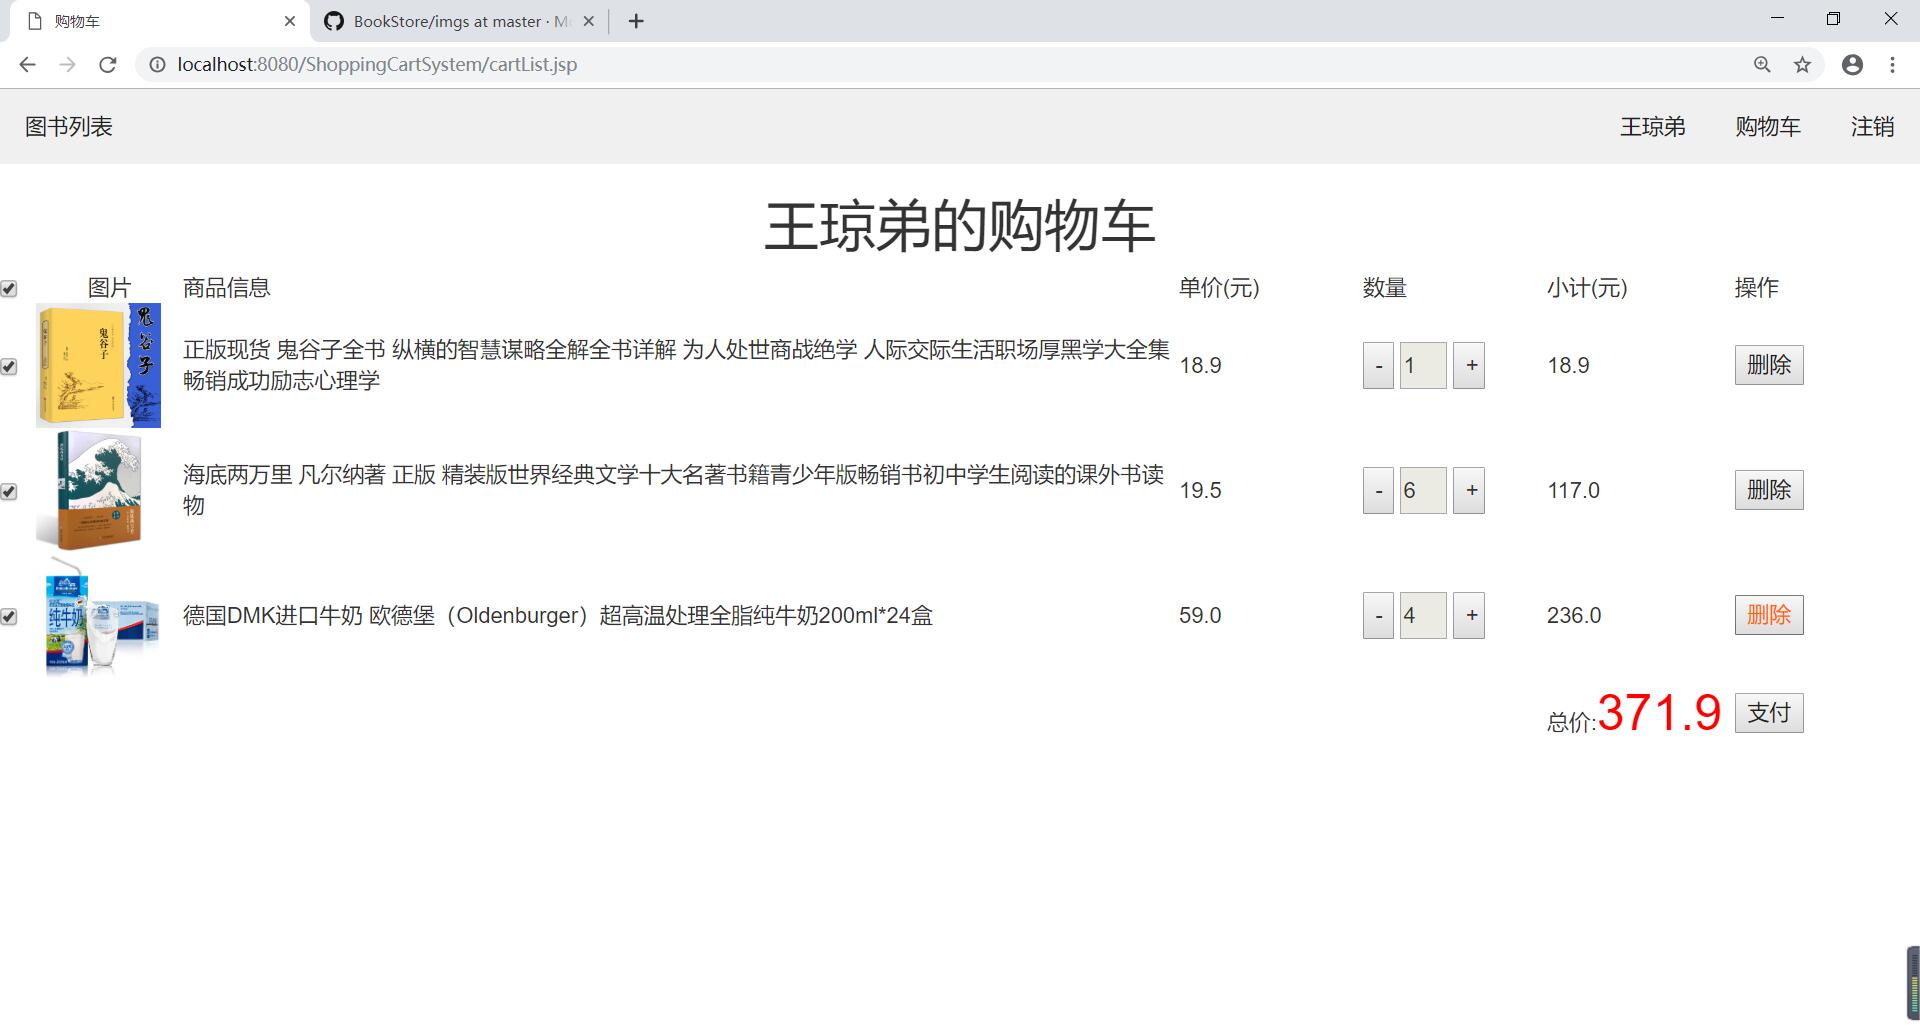 购物车
BookStore/imgs at master · M
localhost:8080/ShoppingCartSystem/cartList.jsp
图书列表 王琼弟 购物车 注销
王琼弟的购物车
图片 商品信息 单价(元) 数量 小计(元) 操作
鬼谷子
鬼谷子
正版现货 鬼谷子全书 纵横的智慧谋略全解全书详解 为人处世商战绝学 人际交际生活职场厚黑学大全集
畅销成功励志心理学
18.9 - 1 + 18.9 删除
海底两万里 凡尔纳著 正版 精装版世界经典文学十大名著书籍青少年版畅销书初中学生阅读的课外书读
物
19.5 - 6 + 117.0 删除
纯牛奶
德国DMK进口牛奶 欧德堡（Oldenburger）超高温处理全脂纯牛奶200ml*24盒 59.0 - 4 + 236.0 删除
总价:371.9 支付